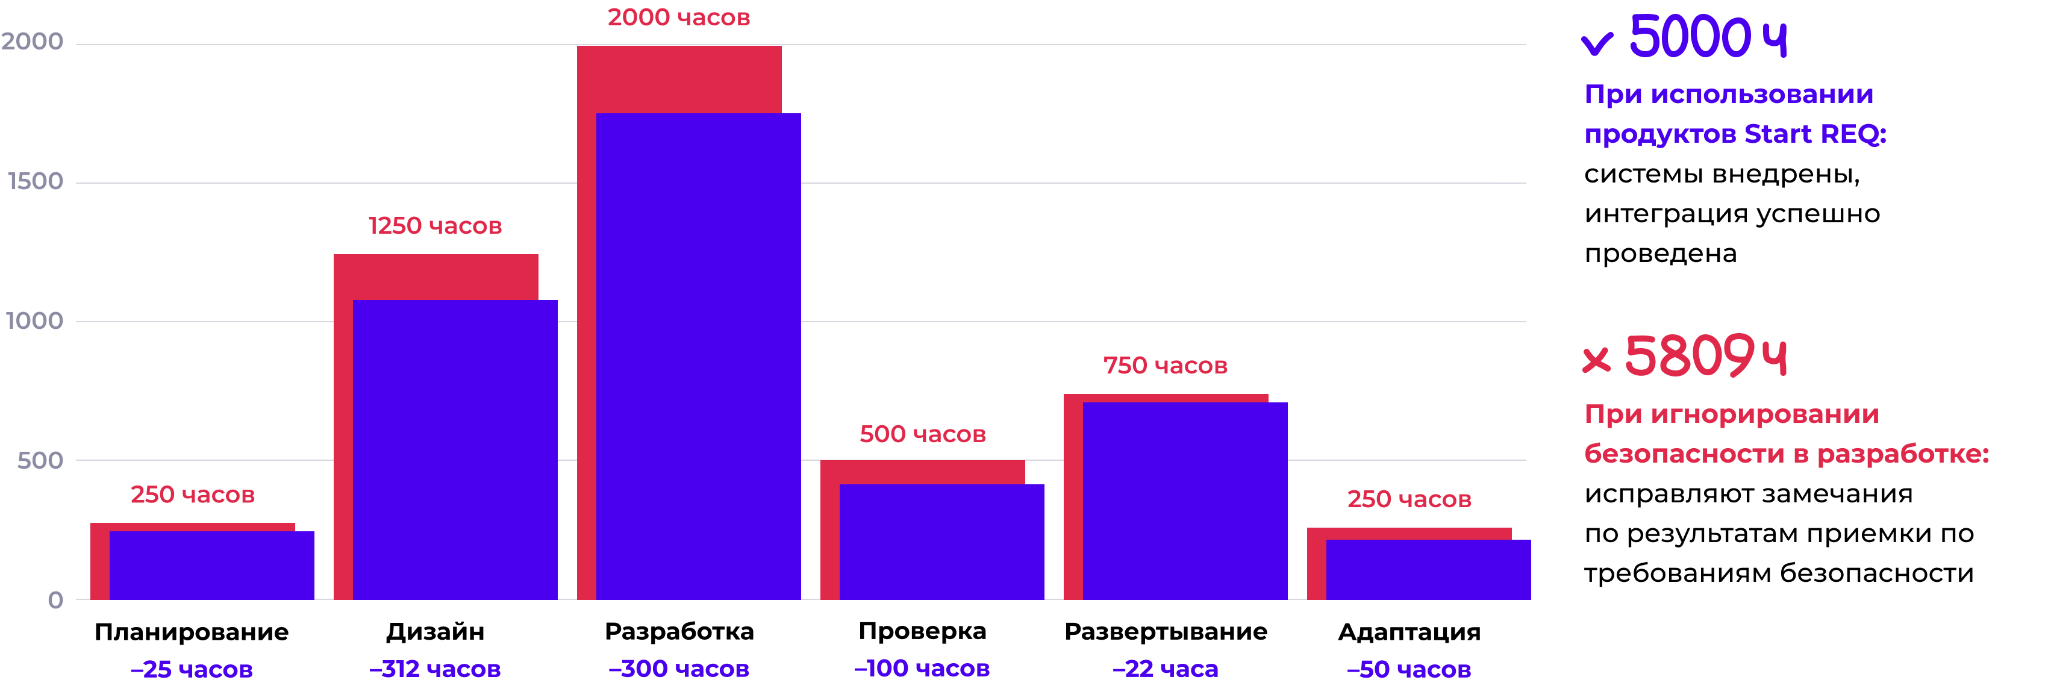 2000
1500
1000
500
0
250 часов
1250 часов
2000 часов
500 часов
750 часов
250 часов
Планирование
–25 часов
Дизайн
–312 часов
Разработка
–300 часов
Проверка
–100 часов
Развертывание
–22 часа
Адаптация
–50 часов
5000 ч
При использовании
продуктов Start REQ:
системы внедрены,
интеграция успешно
проведена
5809 ч
При игнорировании
безопасности в разработке:
исправляют замечания
по результатам приемки по
требованиям безопасности